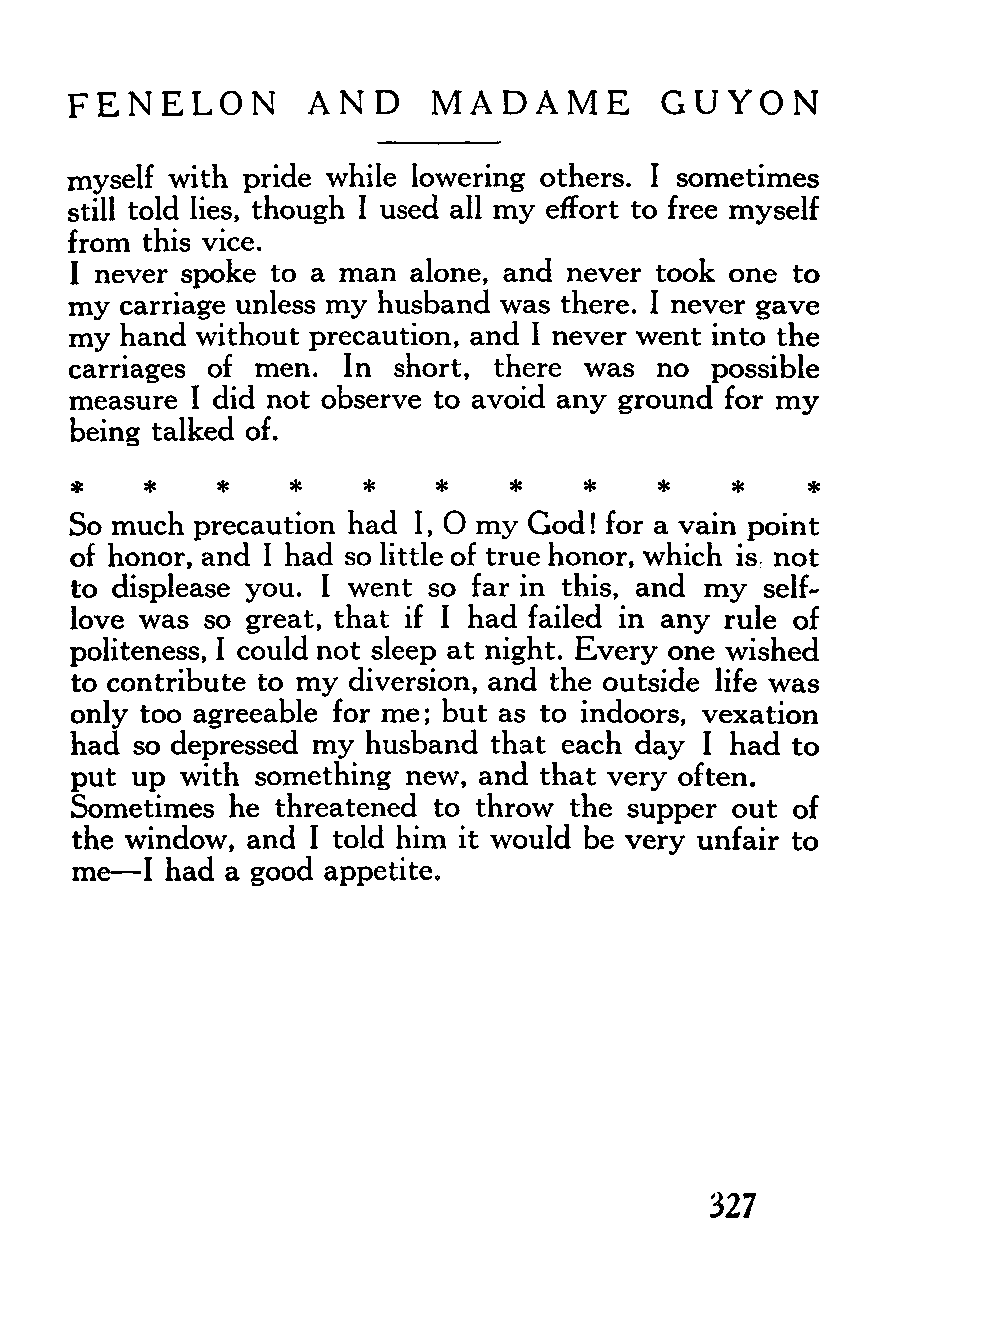 FENELON AND MADAME GUYON
myself with pride while lowering others. I sometimes
still told lies, though I used all my effort to free myself
from this vice.
I never spoke to a man alone, and never took one to
my carriage unless my husband was there. I never gave
my hand without precaution, and I never went into the
carriages of men. In short, there was no possible
measure I did not observe to avoid any ground for my
being talked of.
* * * * * * * * * * *
So much precaution had I, O my God! for a vain point
of honor, and I had so little of true honor, which is not
to displease you. I went so far in this, and my self-
love was so great, that if I had failed in any rule of
politeness, I could not sleep at night. Every one wished
to contribute to my diversion, and the outside life was
only too agreeable for me; but as to indoors, vexation
had so depressed my husband that each day I had to
put up with something new, and that very often.
Sometimes he threatened to throw the supper out of
the window, and I told him it would be very unfair to
me—I had a good appetite.
327